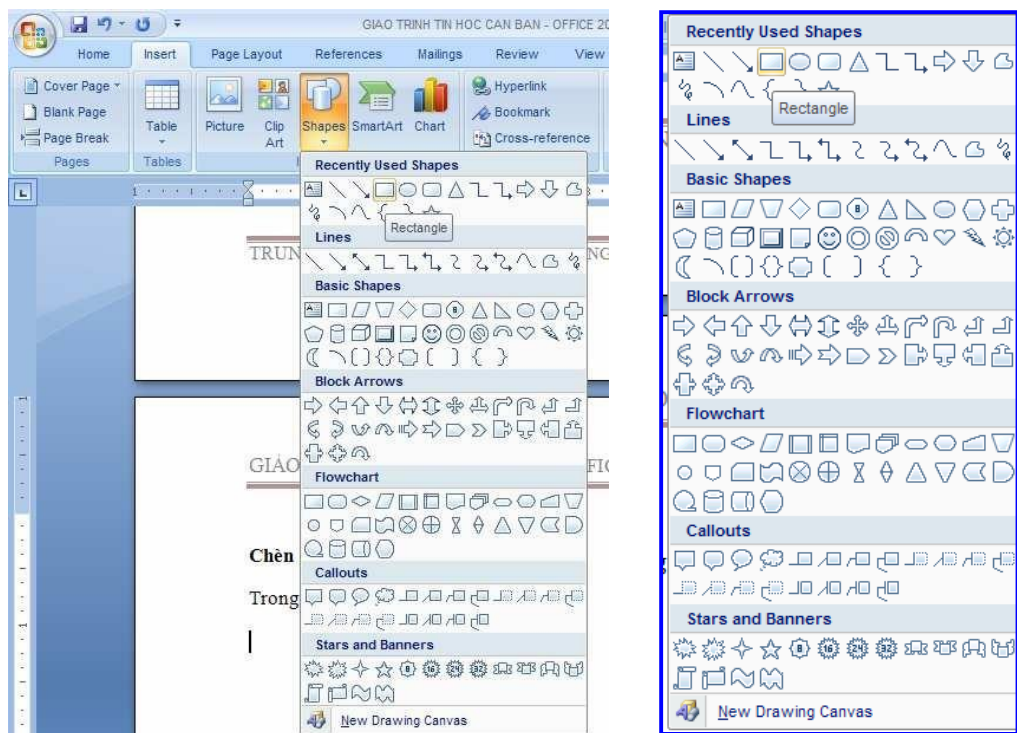 GIAO TRINH TIN HOC CAN BAN - OFFICE 20
Home Insert Page Layout References Mailings Review View
Cover Page
Blank Page
Page Break
Pages
Table
Tables
Picture
Clip Art
Shapes
SmartArt
Chart
Hyperlink
Bookmark
Cross-reference
Recently Used Shapes
Rectangle
Lines
Basic Shapes
Block Arrows
Flowchart
Callouts
Stars and Banners
New Drawing Canvas
TRUN
NG
GIÁO
FIC
Chèn
Trong
Recently Used Shapes
Rectangle
Lines
Basic Shapes
Block Arrows
Flowchart
Callouts
Stars and Banners
New Drawing Canvas